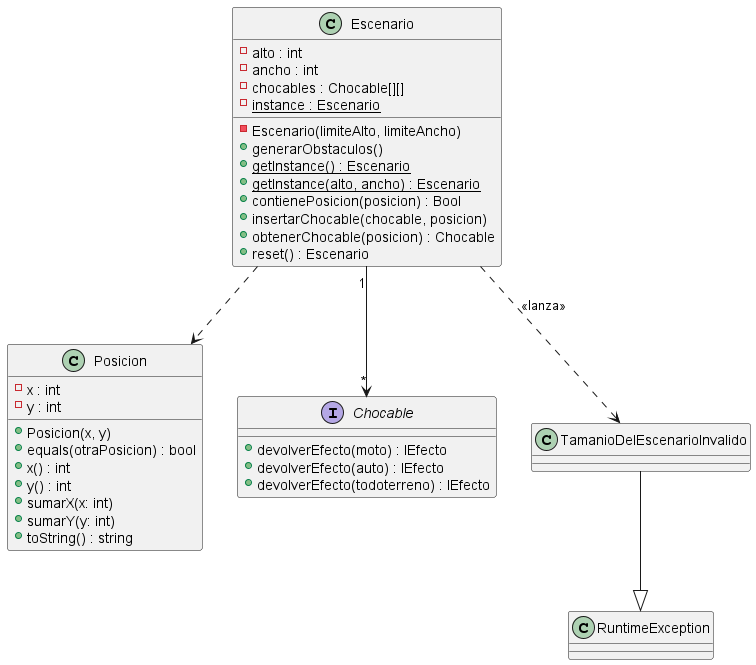 C Escenario
alto : int
ancho : int
chocables : Chocable[][]
instance : Escenario
Escenario(limiteAlto, limiteAncho)
generarObstaculos()
getInstance() : Escenario
getInstance(alto, ancho) : Escenario
contienePosicion(posicion) : Bool
insertarChocable(chocable, posicion)
obtenerChocable(posicion) : Chocable
reset() : Escenario
1
«lanza»
*
C Posicion
x : int
y : int
Posicion(x, y)
equals(otraPosicion) : bool
x() : int
y() : int
sumarX(x: int)
sumarY(y: int)
toString() : string
I Chocable
devolverEfecto(moto) : IEfecto
devolverEfecto(auto) : IEfecto
devolverEfecto(todoterreno) : IEfecto
C TamanioDelEscenarioInvalido
C RuntimeException